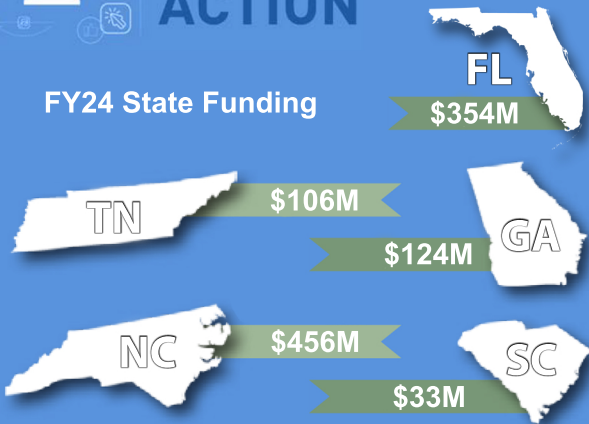 ACTION
FL
FY24 State Funding
$354M
TN
$106M
GA
$124M
NC
$456M
SC
$33M